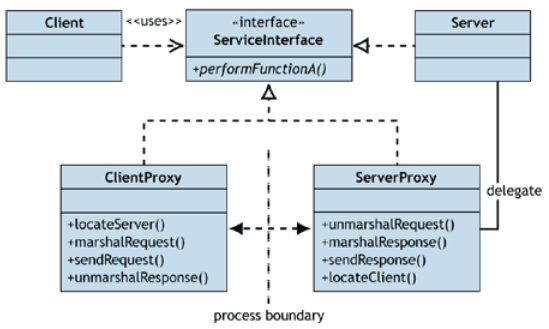 Client
<<uses>>
«interface»
ServiceInterface
+performFunctionA()
Server
ClientProxy
+locateServer()
+marshalRequest()
+sendRequest()
+unmarshalResponse()
ServerProxy
+unmarshalRequest()
+marshalResponse()
+sendResponse()
+locateClient()
delegate
process boundary